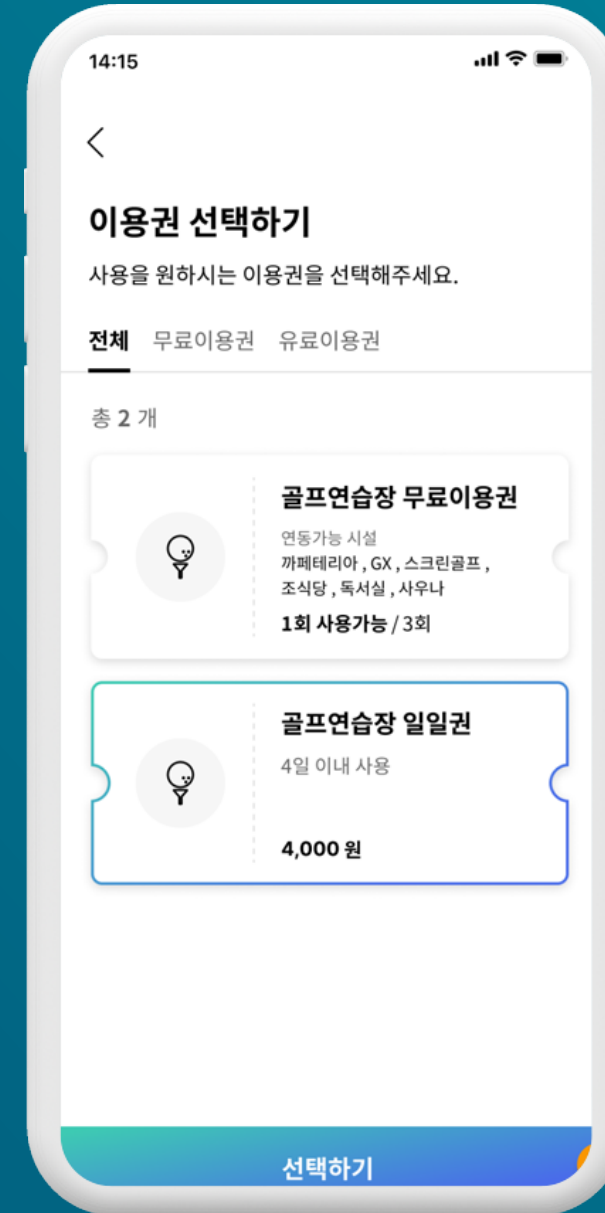 14:15
이용권 선택하기
사용을 원하시는 이용권을 선택해주세요.
전체 무료이용권 유료이용권
총 2 개
골프연습장 무료이용권
연동가능 시설
까페테리아 , GX , 스크린골프 ,
조식당 , 독서실 , 사우나
1회 사용가능 / 3회
골프연습장 일일권
4일 이내 사용
4,000 원
선택하기